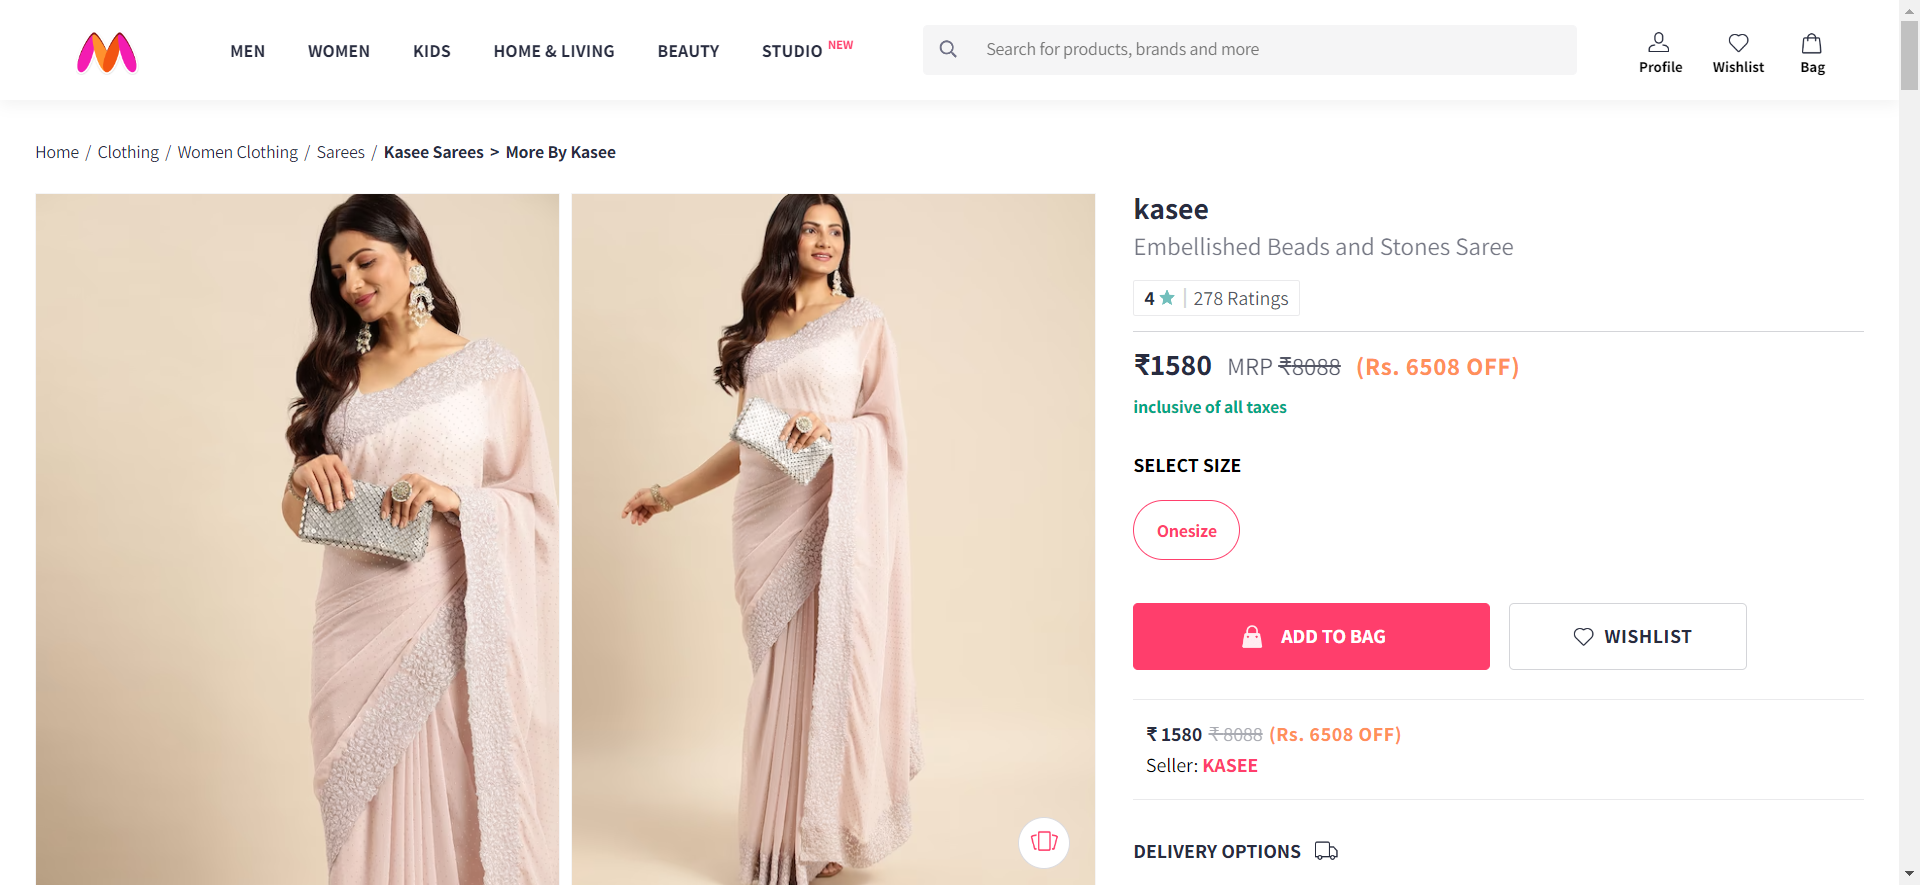 MEN WOMEN KIDS HOME & LIVING BEAUTY STUDIO NEW
Search for products, brands and more
Profile Wishlist Bag
Home / Clothing / Women Clothing / Sarees / Kasee Sarees > More By Kasee
kasee
Embellished Beads and Stones Saree
4 ★ | 278 Ratings
₹1580 MRP ₹8088 (Rs. 6508 OFF)
inclusive of all taxes
SELECT SIZE
Onesize
ADD TO BAG WISHLIST
₹ 1580 ₹ 8088 (Rs. 6508 OFF)
Seller: KASEE
DELIVERY OPTIONS